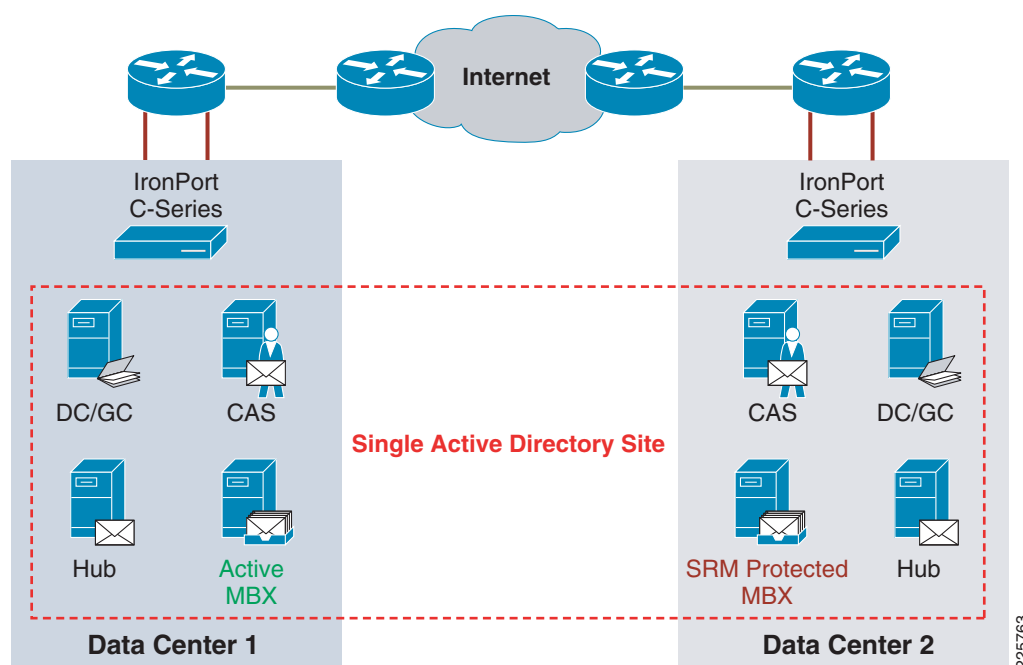 Internet
IronPort
C-Series
IronPort
C-Series
DC/GC
CAS
CAS
DC/GC
Single Active Directory Site
Hub
Active
MBX
SRM Protected
MBX
Hub
Data Center 1
Data Center 2
225763